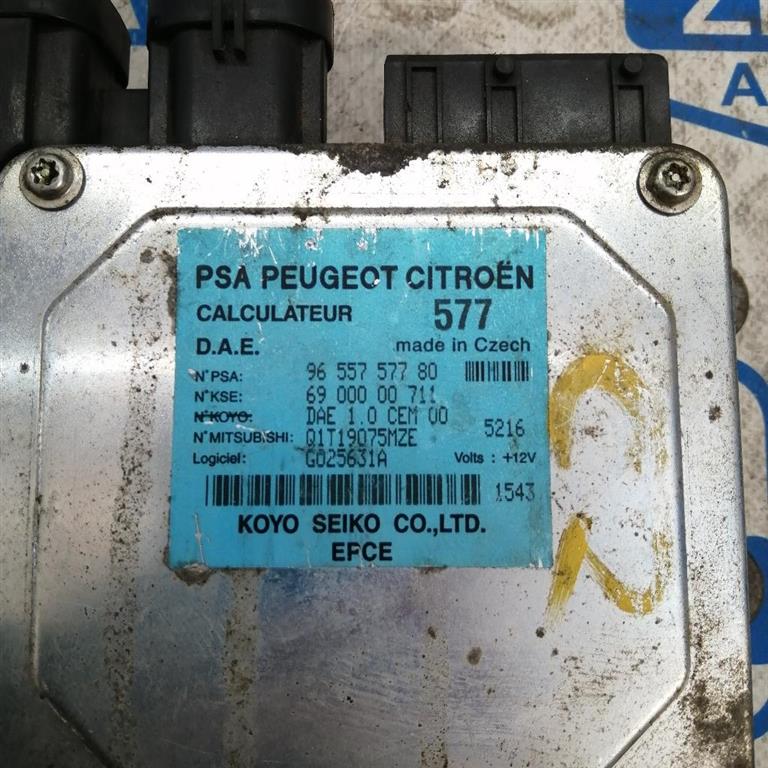 PSA PEUGEOT CITROËN
CALCULATEUR 577
D.A.E. made in Czech
N° PSA: 96 557 577 80
N° KSE: 69 000 00 711
N° KOYO: DAE 1.0 CEM 00
N° MITSUBISHI: Q1T19075MZE 5216
Logiciel: G025631A Volts : +12V
1543
KOYO SEIKO CO.,LTD.
EFCE